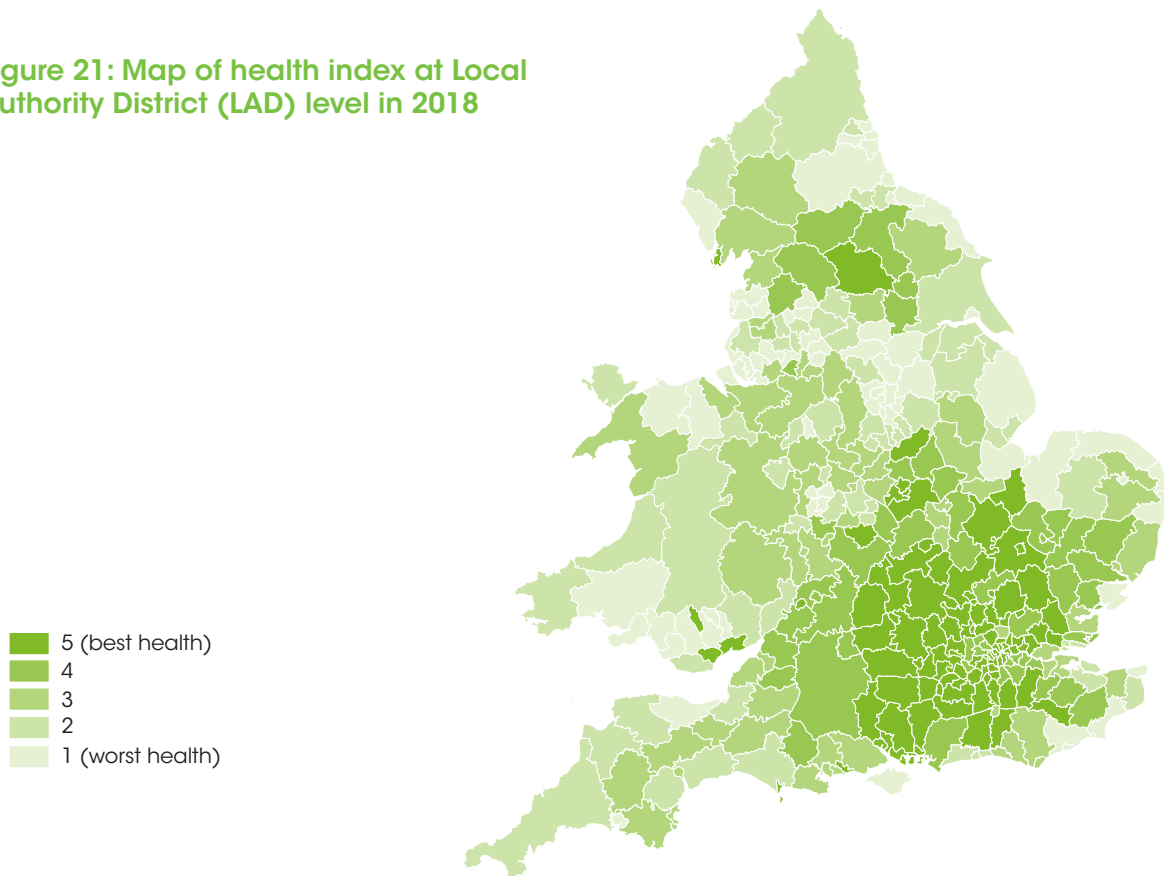 gure 21: Map of health index at Local
uthority District (LAD) level in 2018
5 (best health)
4
3
2
1 (worst health)